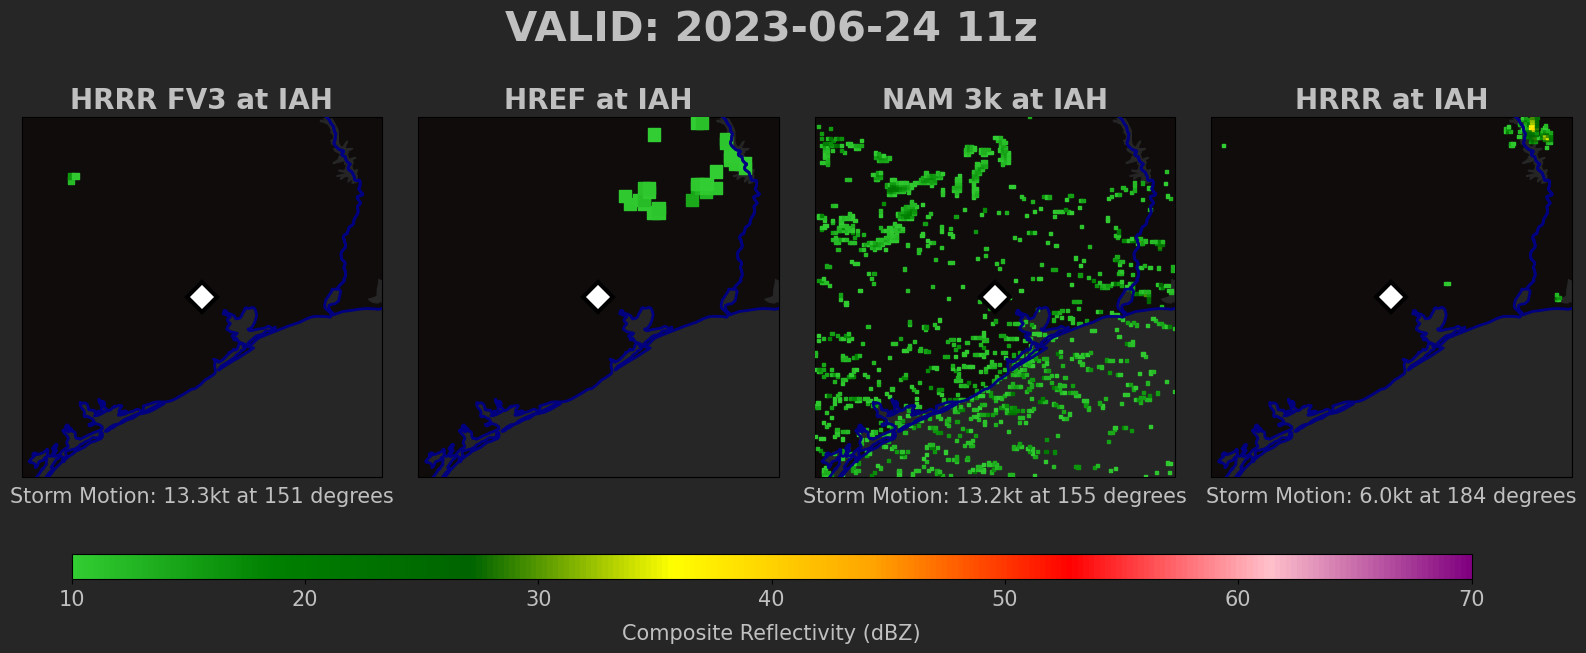 VALID: 2023-06-24 11z
HRRR FV3 at IAH
HREF at IAH
NAM 3k at IAH
HRRR at IAH
Storm Motion: 13.3kt at 151 degrees
Storm Motion: 13.2kt at 155 degrees
Storm Motion: 6.0kt at 184 degrees
10 20 30 40 50 60 70
Composite Reflectivity (dBZ)